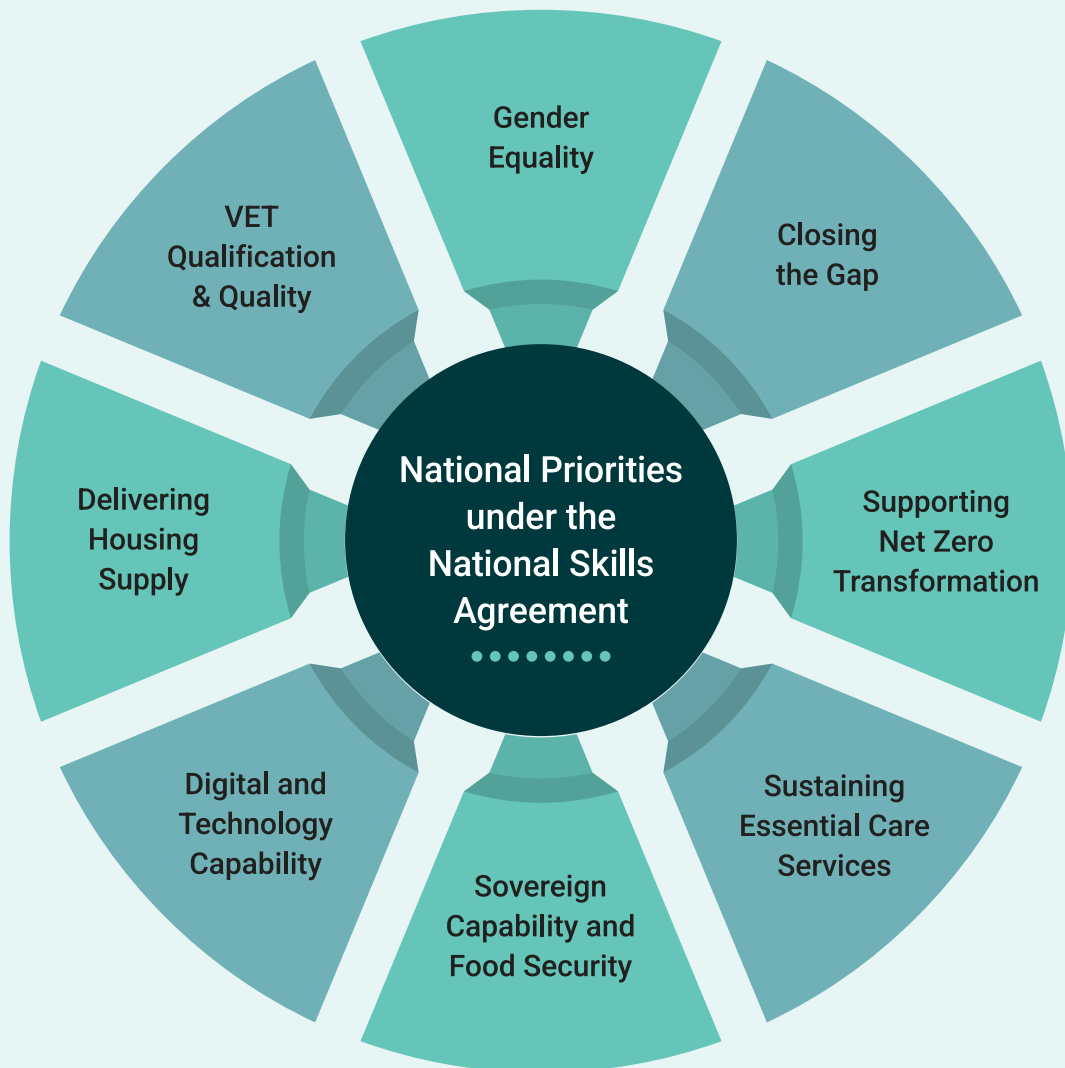 Gender
Equality
Closing
the Gap
Supporting
Net Zero
Transformation
Sustaining
Essential Care
Services
Sovereign
Capability and
Food Security
Digital and
Technology
Capability
Delivering
Housing
Supply
VET
Qualification
& Quality
National Priorities
under the
National Skills
Agreement